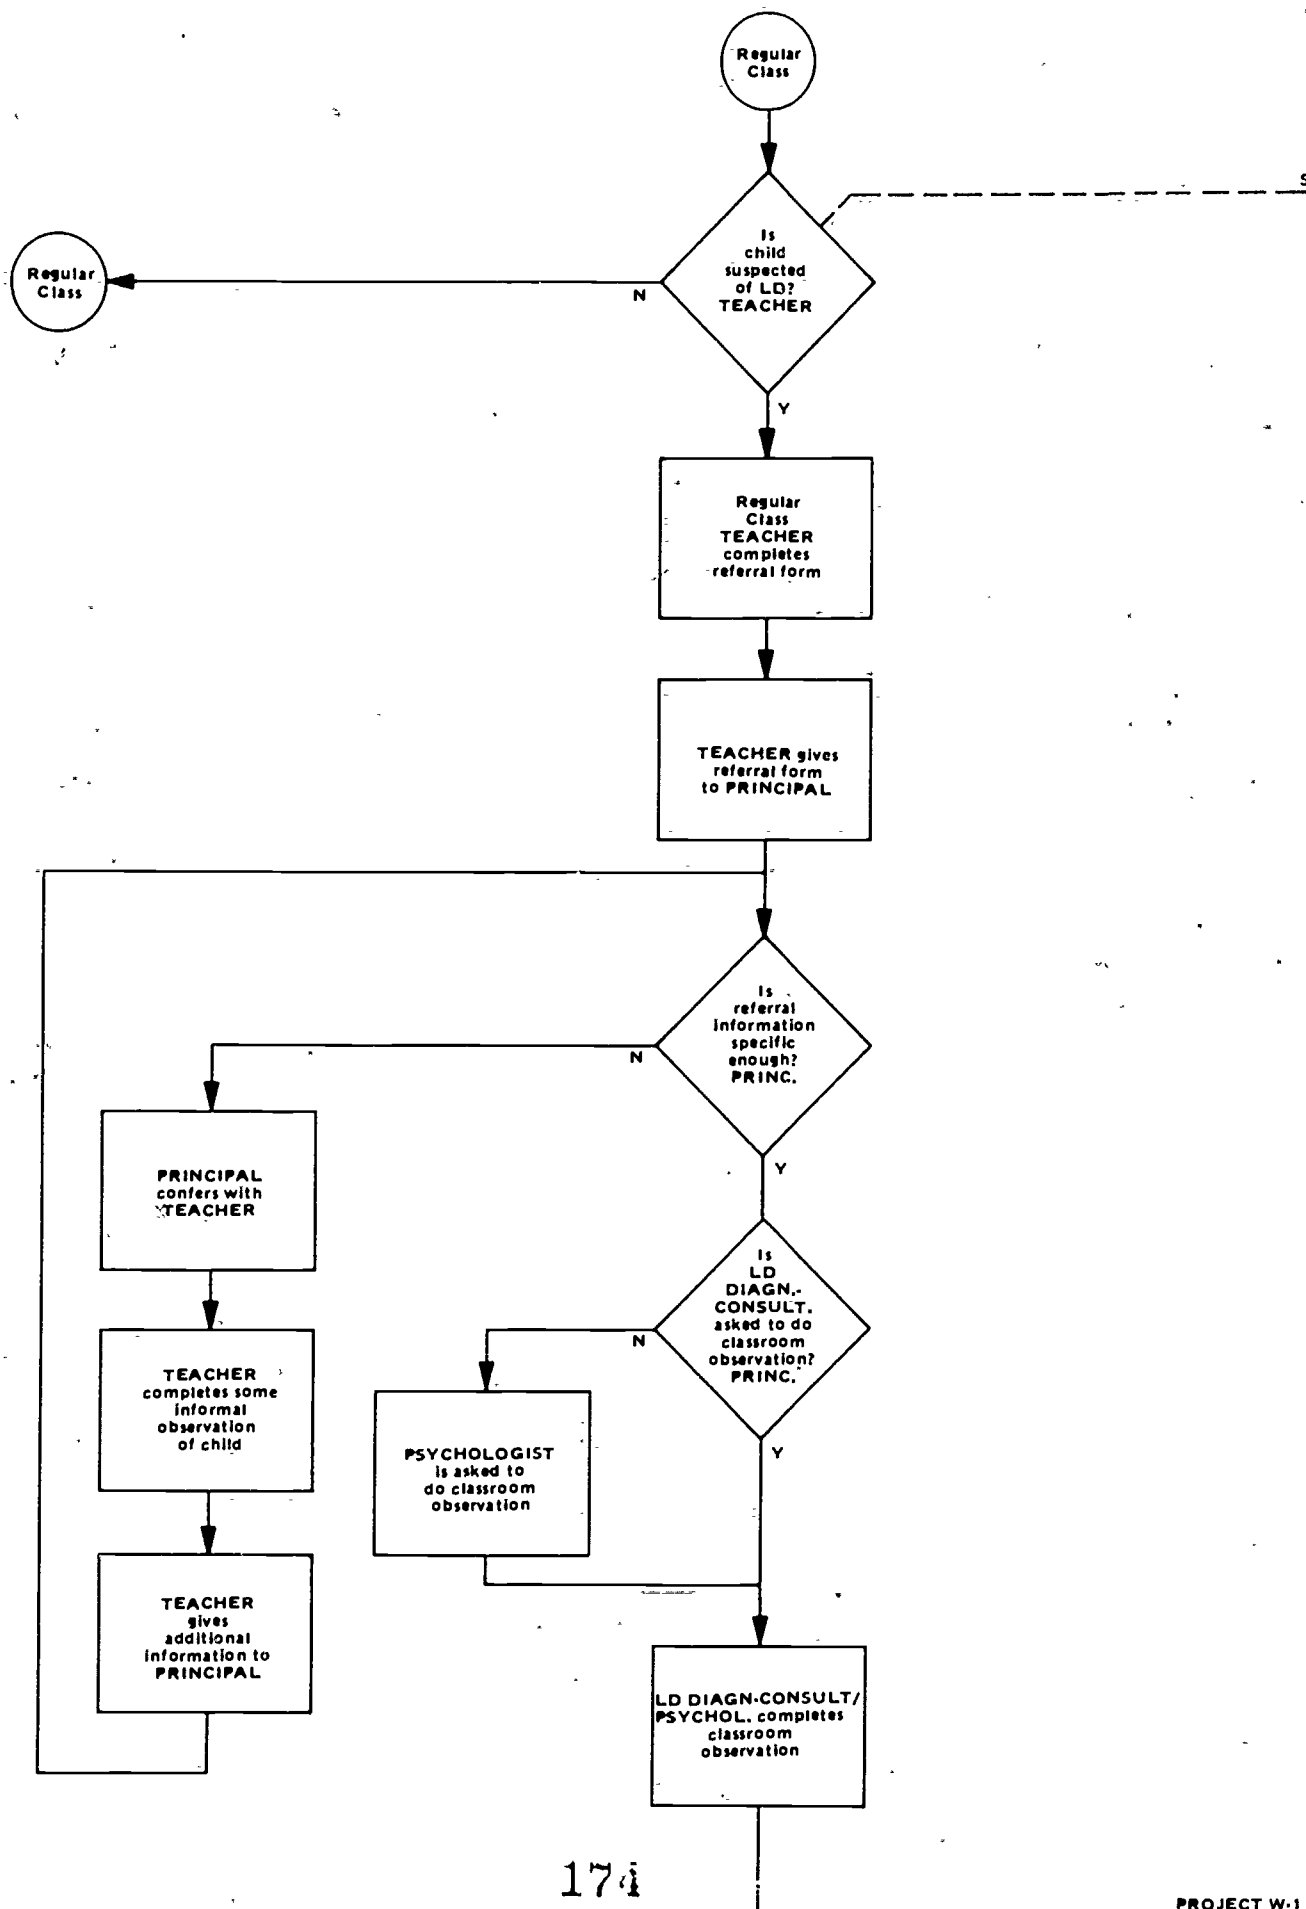 Regular
Class
S
Is
child
suspected
of LD?
TEACHER
Regular
Class
N
Y
Regular
Class
TEACHER
completes
referral form
TEACHER gives
referral form
to PRINCIPAL
Is
referral
information
specific
enough?
PRINC.
N
Y
PRINCIPAL
confers with
TEACHER
Is
LD
DIAGN.-
CONSULT.
asked to do
classroom
observation?
PRINC.
N
Y
TEACHER
completes some
informal
observation
of child
PSYCHOLOGIST
is asked to
do classroom
observation
TEACHER
gives
additional
information to
PRINCIPAL
LD DIAGN-CONSULT/
PSYCHOL. completes
classroom
observation
174
PROJECT W-1